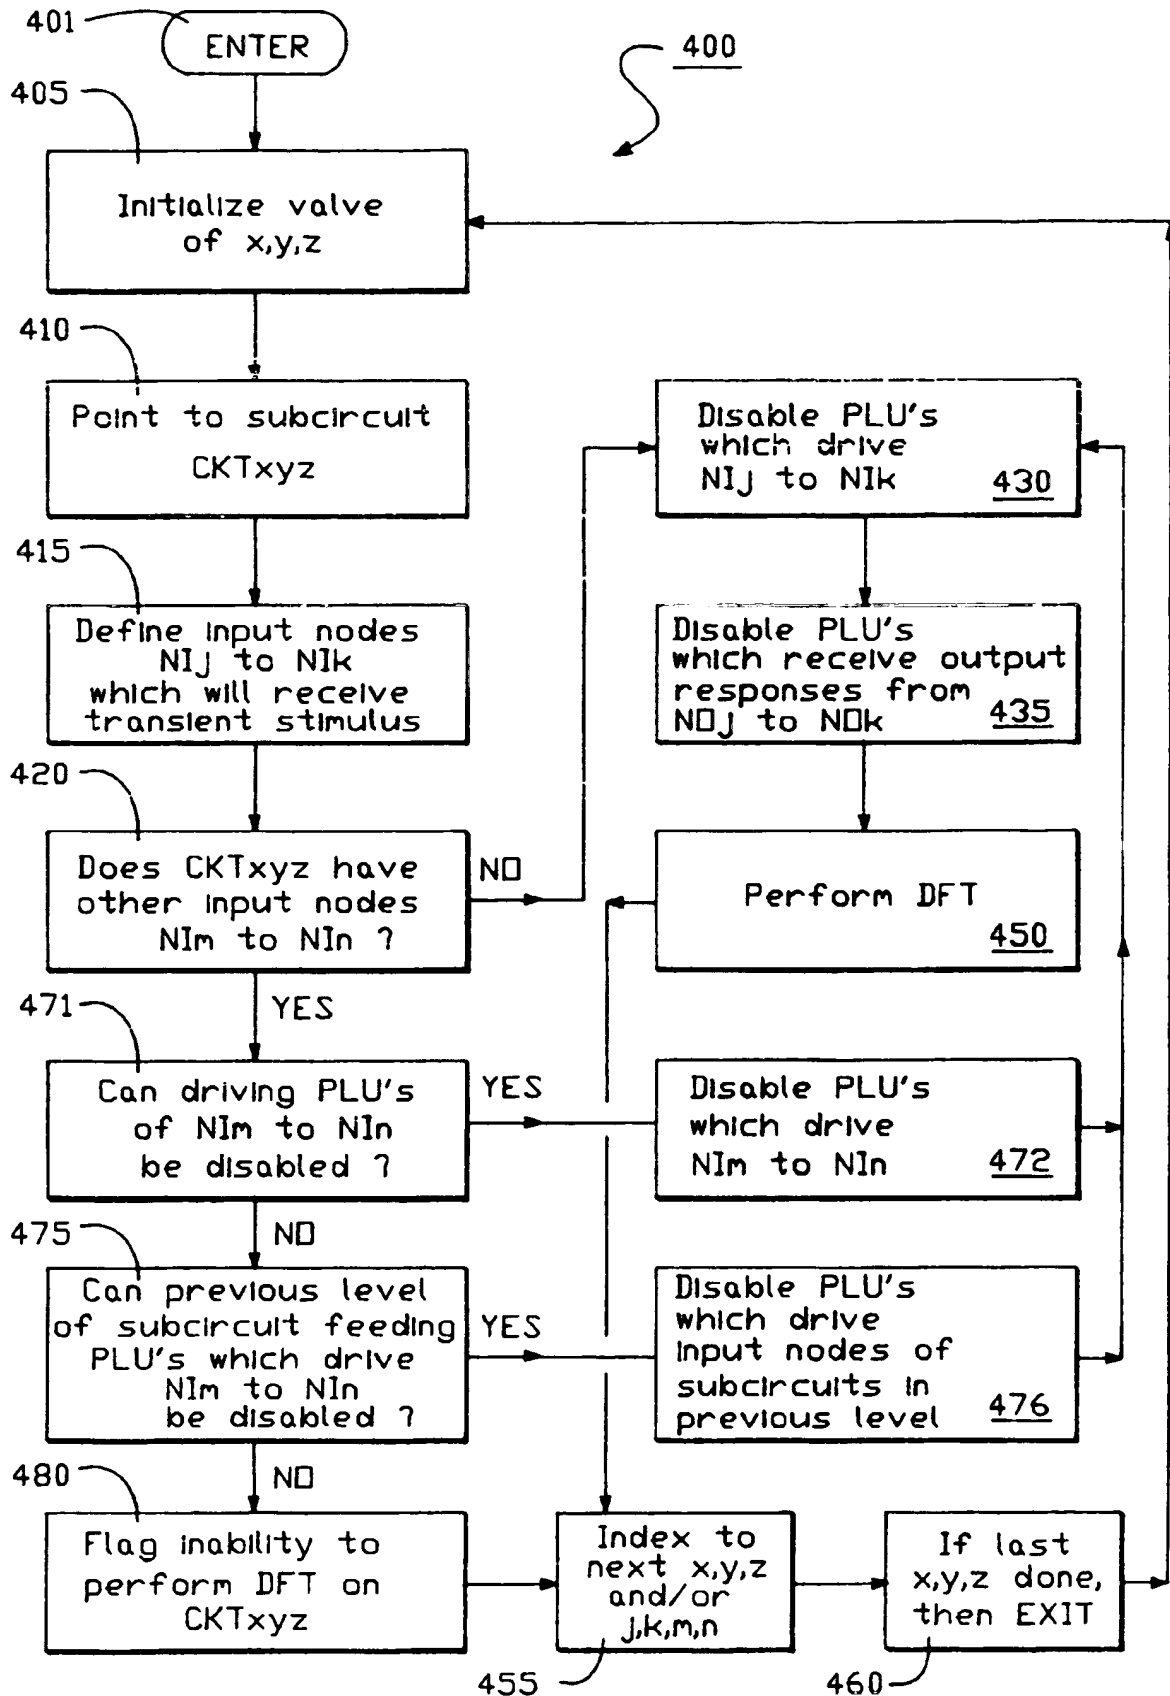 401
ENTER
400
405
Initialize valve
of x,y,z
410
Point to subcircuit
CKTxyz
Disable PLU's
which drive
NIj to NIk
430
415
Define input nodes
NIj to NIk
which will receive
transient stimulus
Disable PLU's
which receive output
responses from
NOj to NOk
435
420
Does CKTxyz have
other input nodes
NIm to NIn ?
NO
YES
Perform DFT
450
471
Can driving PLU's
of NIm to NIn
be disabled ?
YES
NO
Disable PLU's
which drive
NIm to NIn
472
475
Can previous level
of subcircuit feeding
PLU's which drive
NIm to NIn
be disabled ?
YES
NO
Disable PLU's
which drive
input nodes of
subcircuits in
previous level
476
480
Flag inability to
perform DFT on
CKTxyz
Index to
next x,y,z
and/or
j,k,m,n
455
If last
x,y,z done,
then EXIT
460